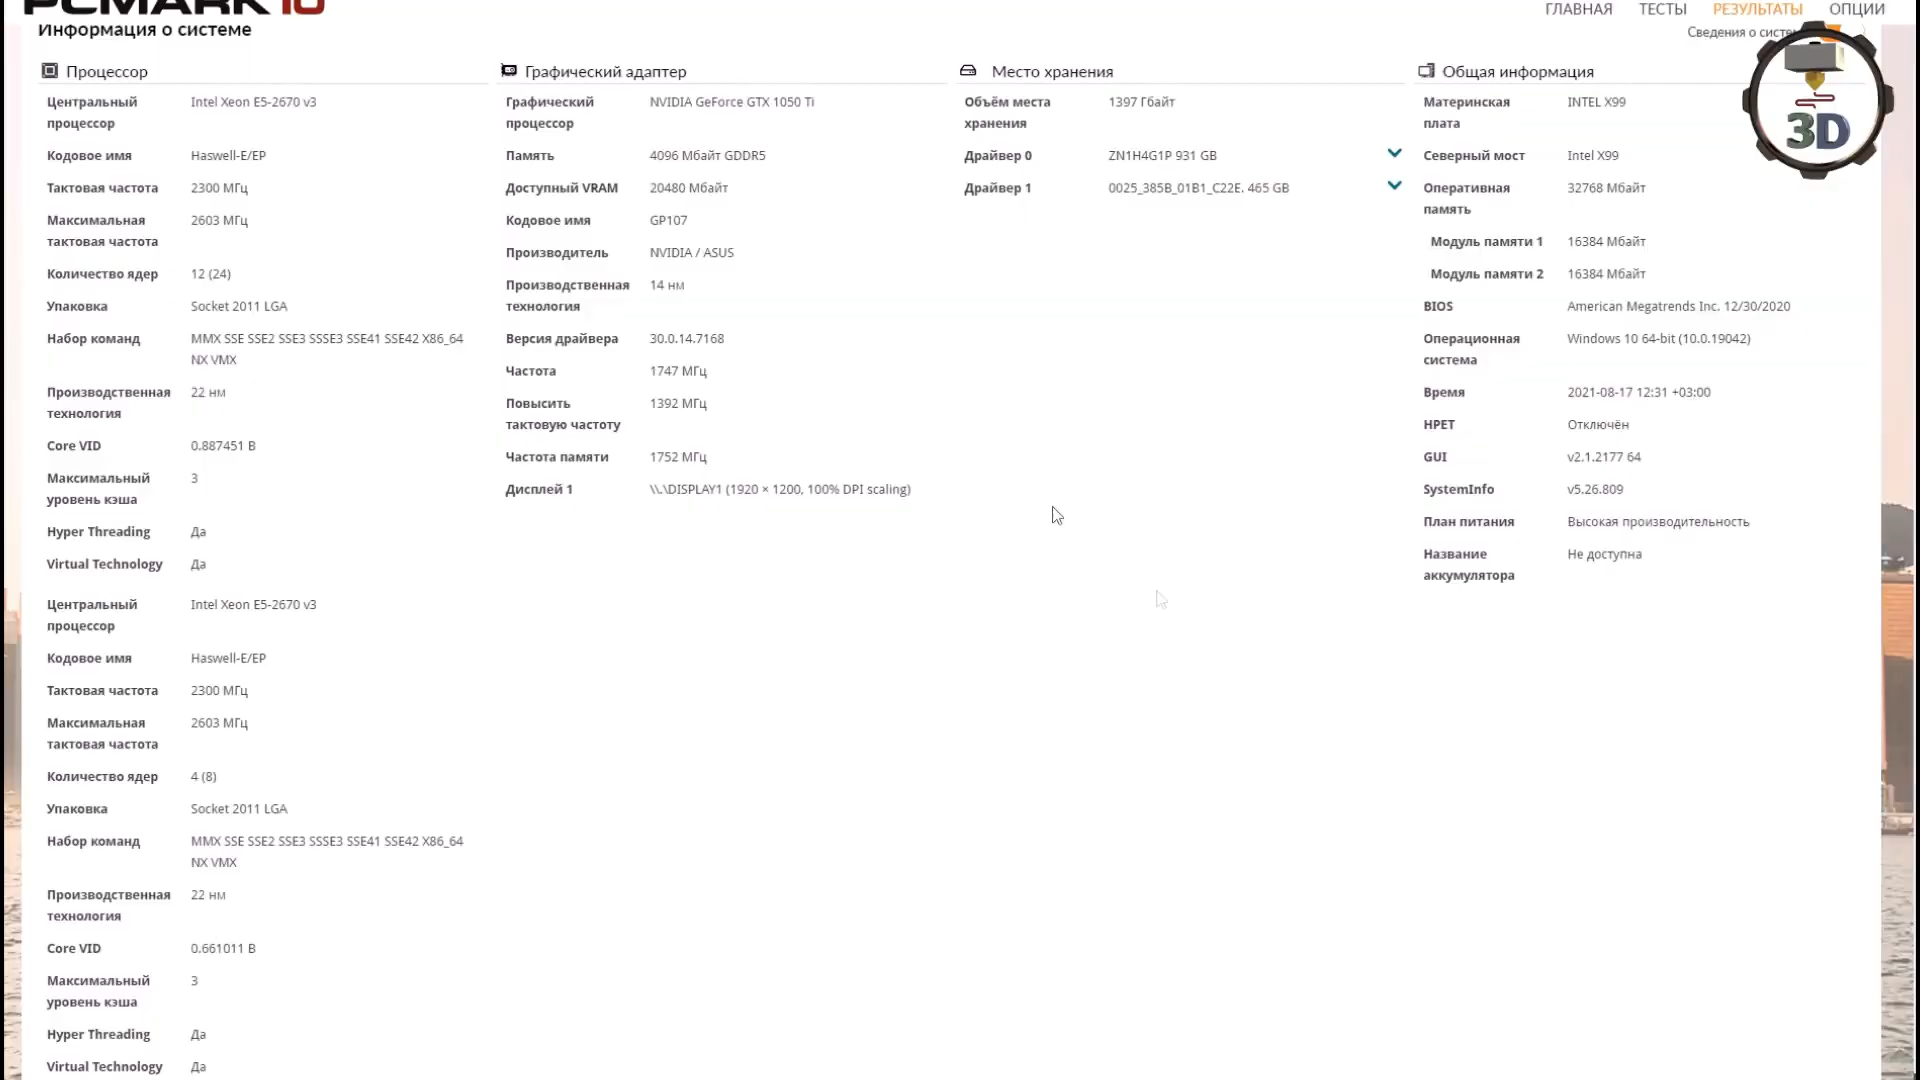 PCMARK 10
ГЛАВНАЯ ТЕСТЫ РЕЗУЛЬТАТЫ ОПЦИИ
Информация о системе
Сведения о
3D
Процессор
Центральный процессор Intel Xeon E5-2670 v3
Кодовое имя Haswell-E/EP
Тактовая частота 2300 МГц
Максимальная тактовая частота 2603 МГц
Количество ядер 12 (24)
Упаковка Socket 2011 LGA
Набор команд MMX SSE SSE2 SSE3 SSSE3 SSE41 SSE42 X86_64
NX VMX
Производственная технология 22 нм
Core VID 0.887451 В
Максимальный уровень кэша 3
Hyper Threading Да
Virtual Technology Да
Центральный процессор Intel Xeon E5-2670 v3
Кодовое имя Haswell-E/EP
Тактовая частота 2300 МГц
Максимальная тактовая частота 2603 МГц
Количество ядер 4 (8)
Упаковка Socket 2011 LGA
Набор команд MMX SSE SSE2 SSE3 SSSE3 SSE41 SSE42 X86_64
NX VMX
Производственная технология 22 нм
Core VID 0.661011 В
Максимальный уровень кэша 3
Hyper Threading Да
Virtual Technology Да
Графический адаптер
Графический процессор NVIDIA GeForce GTX 1050 Ti
Память 4096 Мбайт GDDR5
Доступный VRAM 20480 Мбайт
Кодовое имя GP107
Производитель NVIDIA / ASUS
Производственная технология 14 нм
Версия драйвера 30.0.14.7168
Частота 1747 МГц
Повысить тактовую частоту 1392 МГц
Частота памяти 1752 МГц
Дисплей 1 \\.\DISPLAY1 (1920 × 1200, 100% DPI scaling)
Место хранения
Объём места хранения 1397 Гбайт
Драйвер 0 ZN1H4G1P 931 GB
Драйвер 1 0025_385B_01B1_C22E. 465 GB
Общая информация
Материнская плата INTEL X99
Северный мост Intel X99
Оперативная память 32768 Мбайт
Модуль памяти 1 16384 Мбайт
Модуль памяти 2 16384 Мбайт
BIOS American Megatrends Inc. 12/30/2020
Операционная система Windows 10 64-bit (10.0.19042)
Время 2021-08-17 12:31 +03:00
HPET Отключён
GUI v2.1.2177 64
SystemInfo v5.26.809
План питания Высокая производительность
Название аккумулятора Не доступна